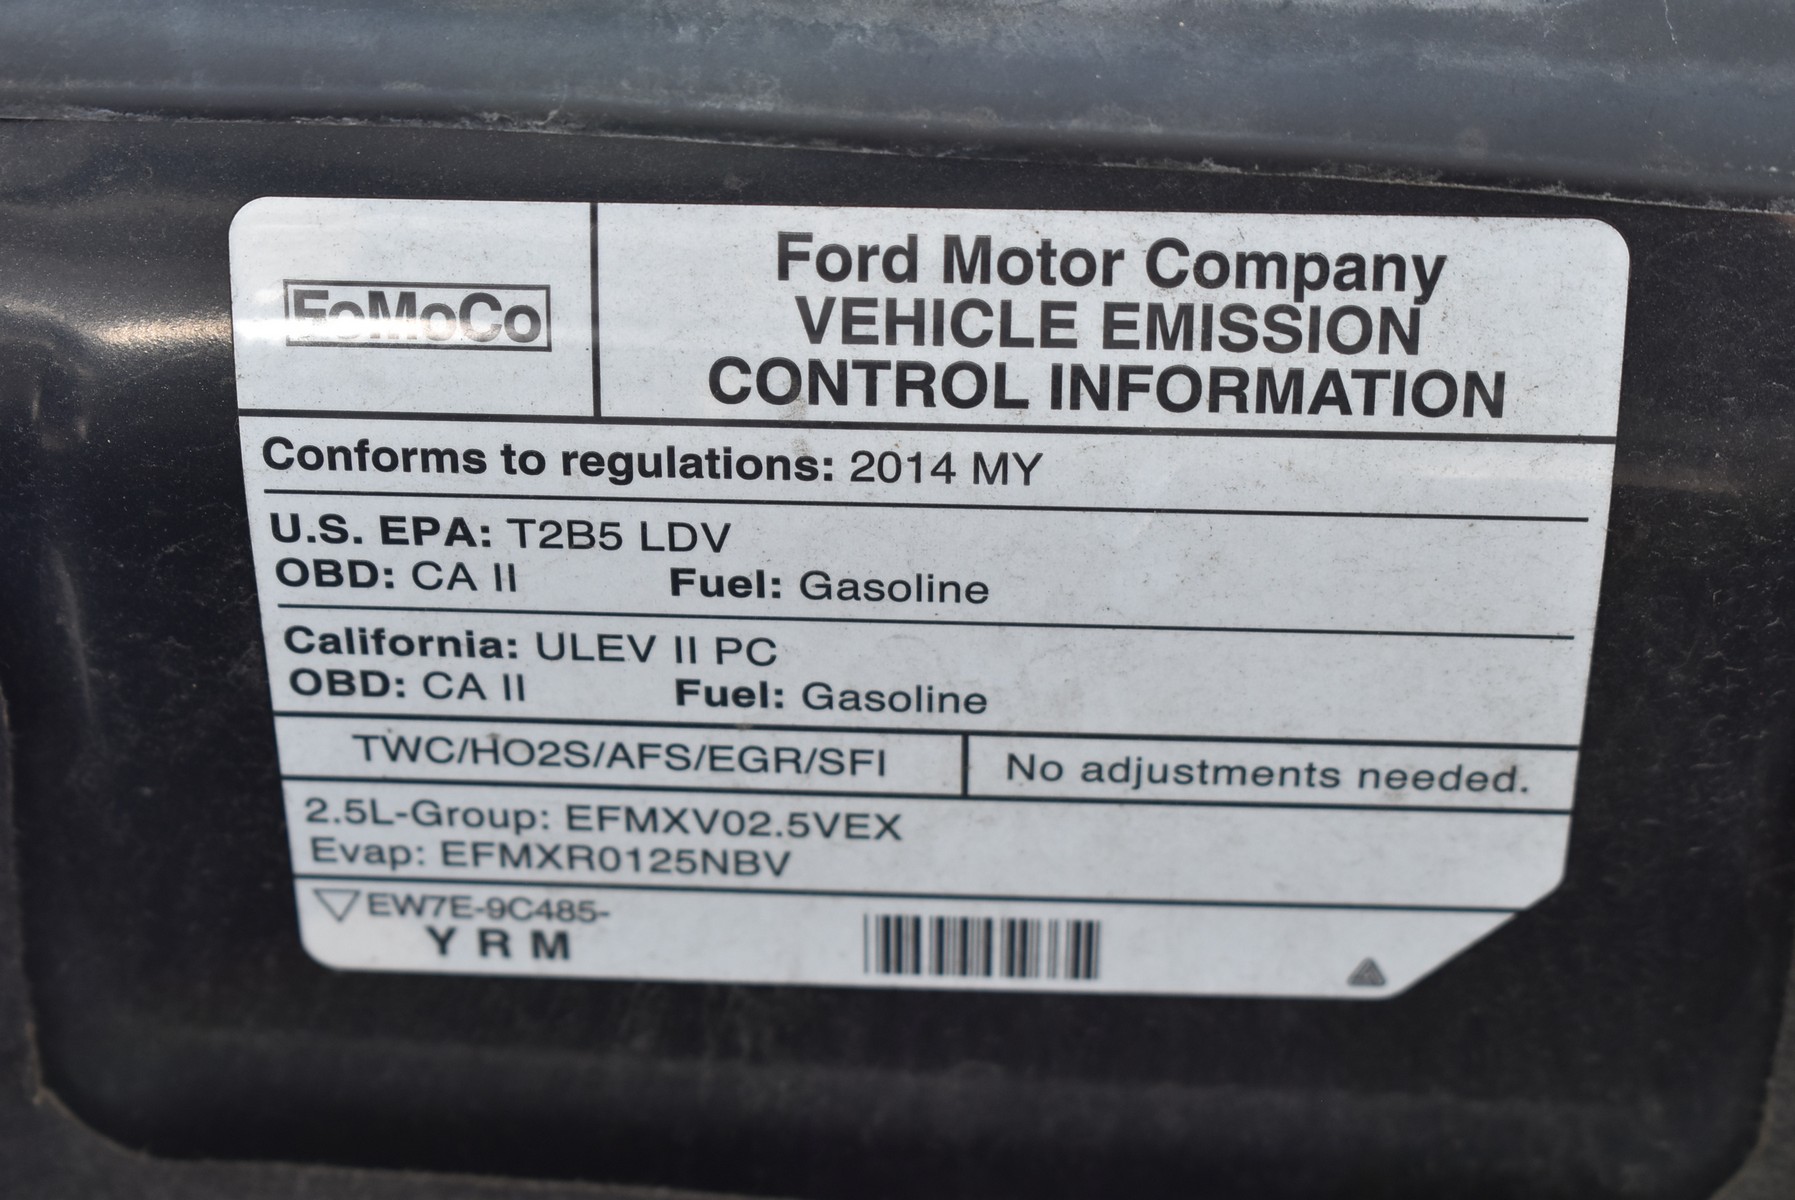 FoMoCo
Ford Motor Company
VEHICLE EMISSION
CONTROL INFORMATION
Conforms to regulations: 2014 MY
U.S. EPA: T2B5 LDV
OBD: CA II Fuel: Gasoline
California: ULEV II PC
OBD: CA II Fuel: Gasoline
TWC/HO2S/AFS/EGR/SFI
No adjustments needed.
2.5L-Group: EFMXV02.5VEX
Evap: EFMXR0125NBV
EW7E-9C485-
Y R M